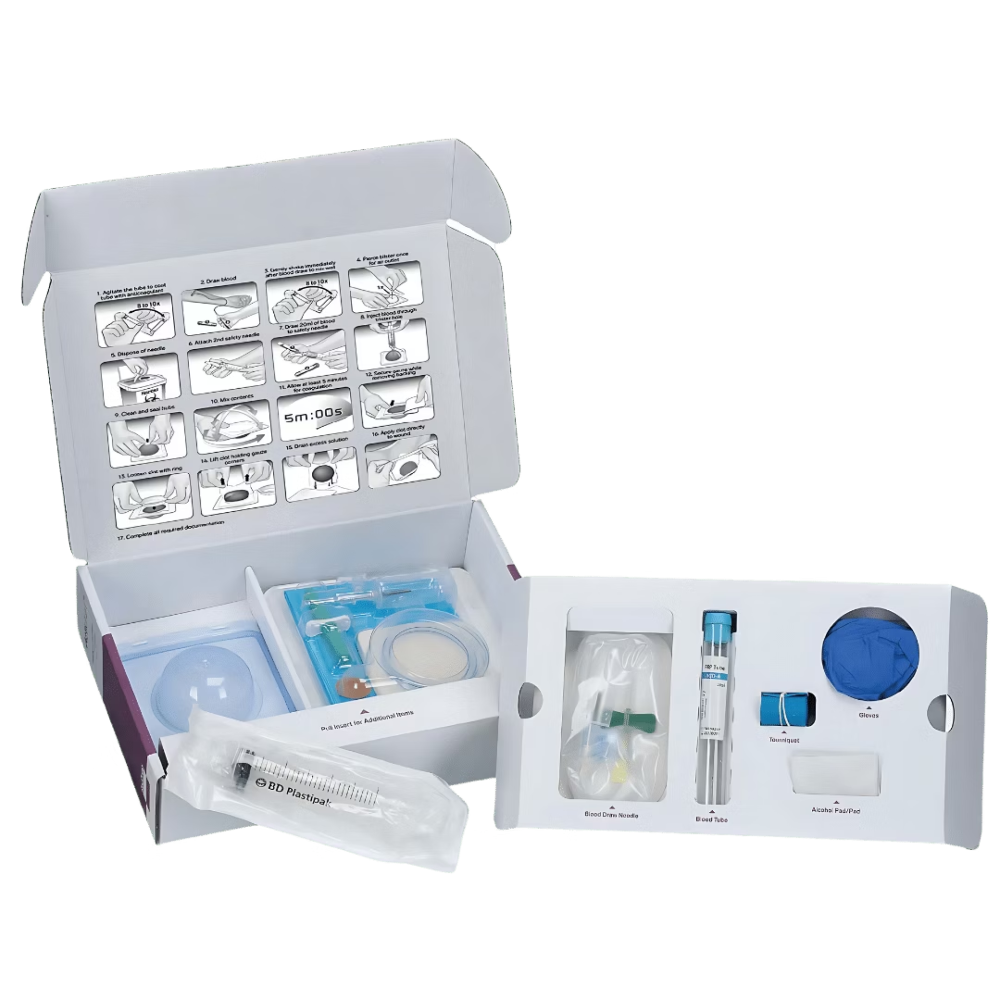 1. Agitate the tube to coat
tube with anticoagulant
8 to 10x
2. Draw blood
3. Gently shake immediately
after blood draw to mix well
8 to 10x
4. Pierce blister once
for air outlet
1x
5. Dispose of needle
6. Attach 2nd safety needle
7. Draw 20ml of blood
to safety needle
8. Inject blood through
blister hole
9. Clean and seal hubs
10. Mix contents
11. Allow at least 5 minutes
for coagulation
5m:00s
12. Secure gauze while
removing backing
13. Loosen clot with ring
14. Lift clot holding gauze
corners
15. Drain excess solution
16. Apply clot directly
to wound
17. Complete all required documentation
Pull Insert for Additional Items
BD Plastipak
PRP Tube
ACD-A
Blood Draw Needle
Blood Tube
Tourniquet
Gloves
Alcohol Pad/Pad